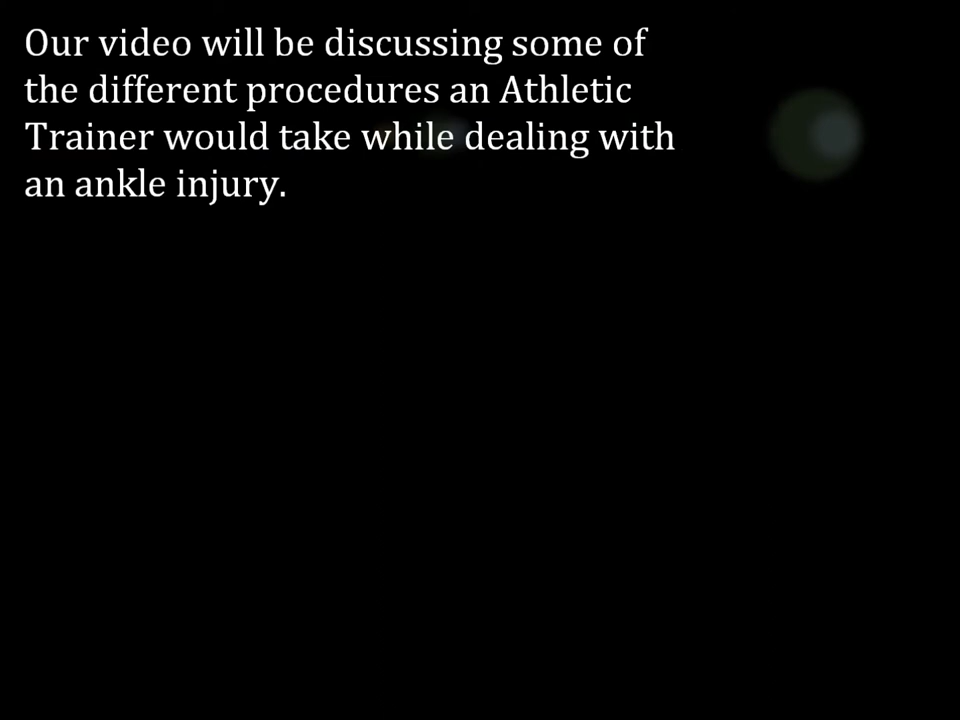 Our video will be discussing some of
the different procedures an Athletic
Trainer would take while dealing with
an ankle injury.